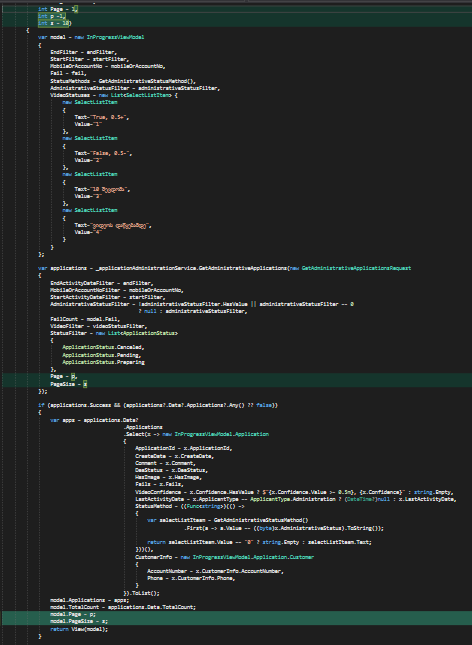 int Page = 1,
int p =1,
int s = 10)
{
var model = new InProgressViewModel
{
EndFilter = endFilter,
StartFilter = startFilter,
MobileOrAccountNo = mobileOrAccountNo,
Fail = fail,
StatusMethods = GetAdministrativeStatusMethod(),
AdministrativeStatusFilter = administrativeStatusFilter,
VideoStatuses = new List<SelectListItem> {
new SelectListItem
{
Text="True, 0.5+",
Value="1"
},
new SelectListItem
{
Text="False, 0.5-",
Value="2"
},
new SelectListItem
{
Text="10 შეცდომა",
Value="3"
},
new SelectListItem
{
Text="ვიდეოს დაწყებამდე",
Value="4"
}
}
};
var applications = _applicationAdministrationService.GetAdministrativeApplications(new GetAdministrativeApplicationsRequest
{
EndActivityDateFilter = endFilter,
MobileOrAccountNoFilter = mobileOrAccountNo,
StartActivityDateFilter = startFilter,
AdministrativeStatusFilter = !administrativeStatusFilter.HasValue || administrativeStatusFilter == 0
? null : administrativeStatusFilter,
FailCount = model.Fail,
VideoFilter = videoStatusFilter,
StatusFilter = new List<ApplicationStatus>
{
ApplicationStatus.Canceled,
ApplicationStatus.Pending,
ApplicationStatus.Preparing
},
Page = p,
PageSize = s
});
if (applications.Success && (applications?.Data?.Applications?.Any() ?? false))
{
var apps = applications.Data?
.Applications
.Select(x => new InProgressViewModel.Application
{
ApplicationId = x.ApplicationId,
CreateDate = x.CreateDate,
Comment = x.Comment,
DeaStatus = x.DeaStatus,
HasImage = x.HasImage,
Fails = x.Fails,
VideoConfidence = x.Confidence.HasValue ? $"{x.Confidence.Value >= 0.5m}, {x.Confidence}" : string.Empty,
LastActivityDate = x.ApplicantType == ApplicantType.Administration ? (DateTime?)null : x.LastActivityDate,
StatusMethod = ((Func<string>)(() =>
{
var selectListIteam = GetAdministrativeStatusMethod()
.First(s => s.Value == ((byte)x.AdministrativeStatus).ToString());
return selectListIteam.Value == "0" ? string.Empty : selectListIteam.Text;
}))(),
CustomerInfo = new InProgressViewModel.Application.Customer
{
AccountNumber = x.CustomerInfo.AccountNumber,
Phone = x.CustomerInfo.Phone,
}
}).ToList();
model.Applications = apps;
model.TotalCount = applications.Data.TotalCount;
model.Page = p;
model.PageSize = s;
return View(model);
}